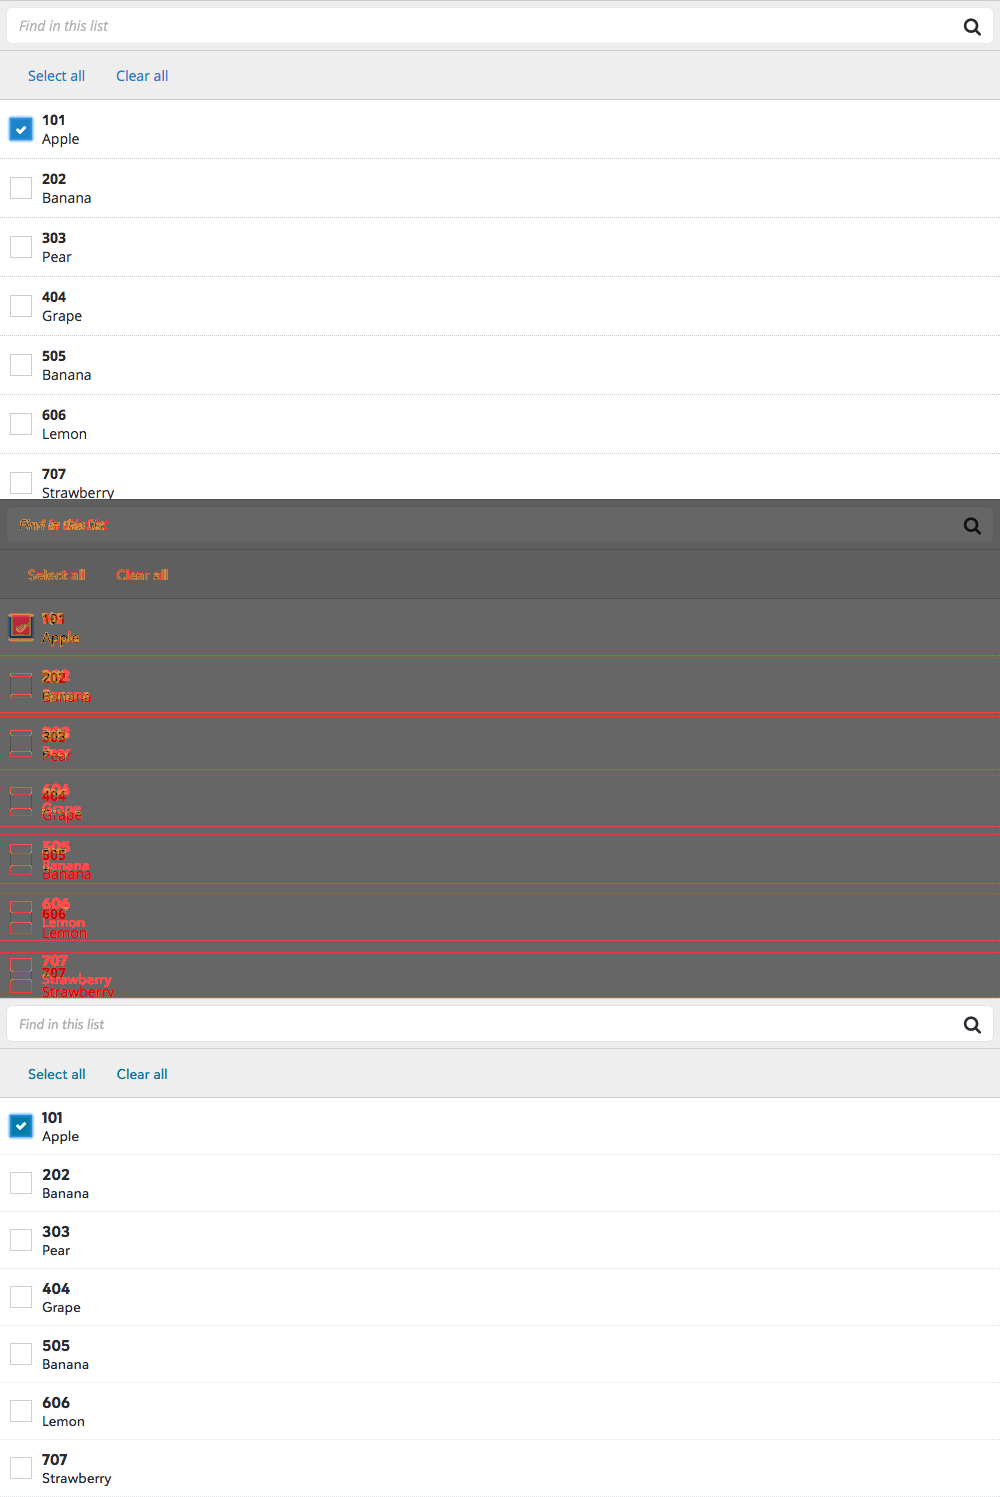 Find in this list
Select all Clear all
101
Apple
202
Banana
303
Pear
404
Grape
505
Banana
606
Lemon
707
Strawberry
Find in this list
Select all Clear all
101
Apple
202
Banana
303
Pear
404
Grape
505
Banana
606
Lemon
707
Strawberry
Find in this list
Select all Clear all
101
Apple
202
Banana
303
Pear
404
Grape
505
Banana
606
Lemon
707
Strawberry